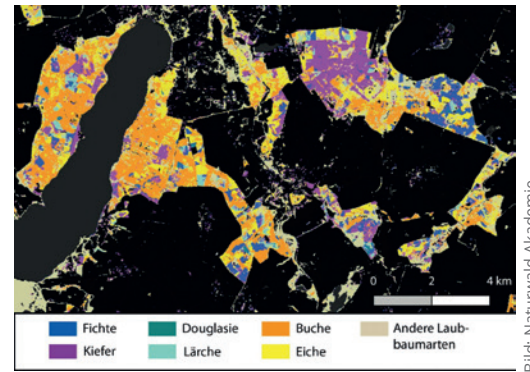 0 2 4 km
Fichte Douglasie Buche Andere Laub-
baumarten
Kiefer Lärche Eiche
Bild: Naturwald Akademie